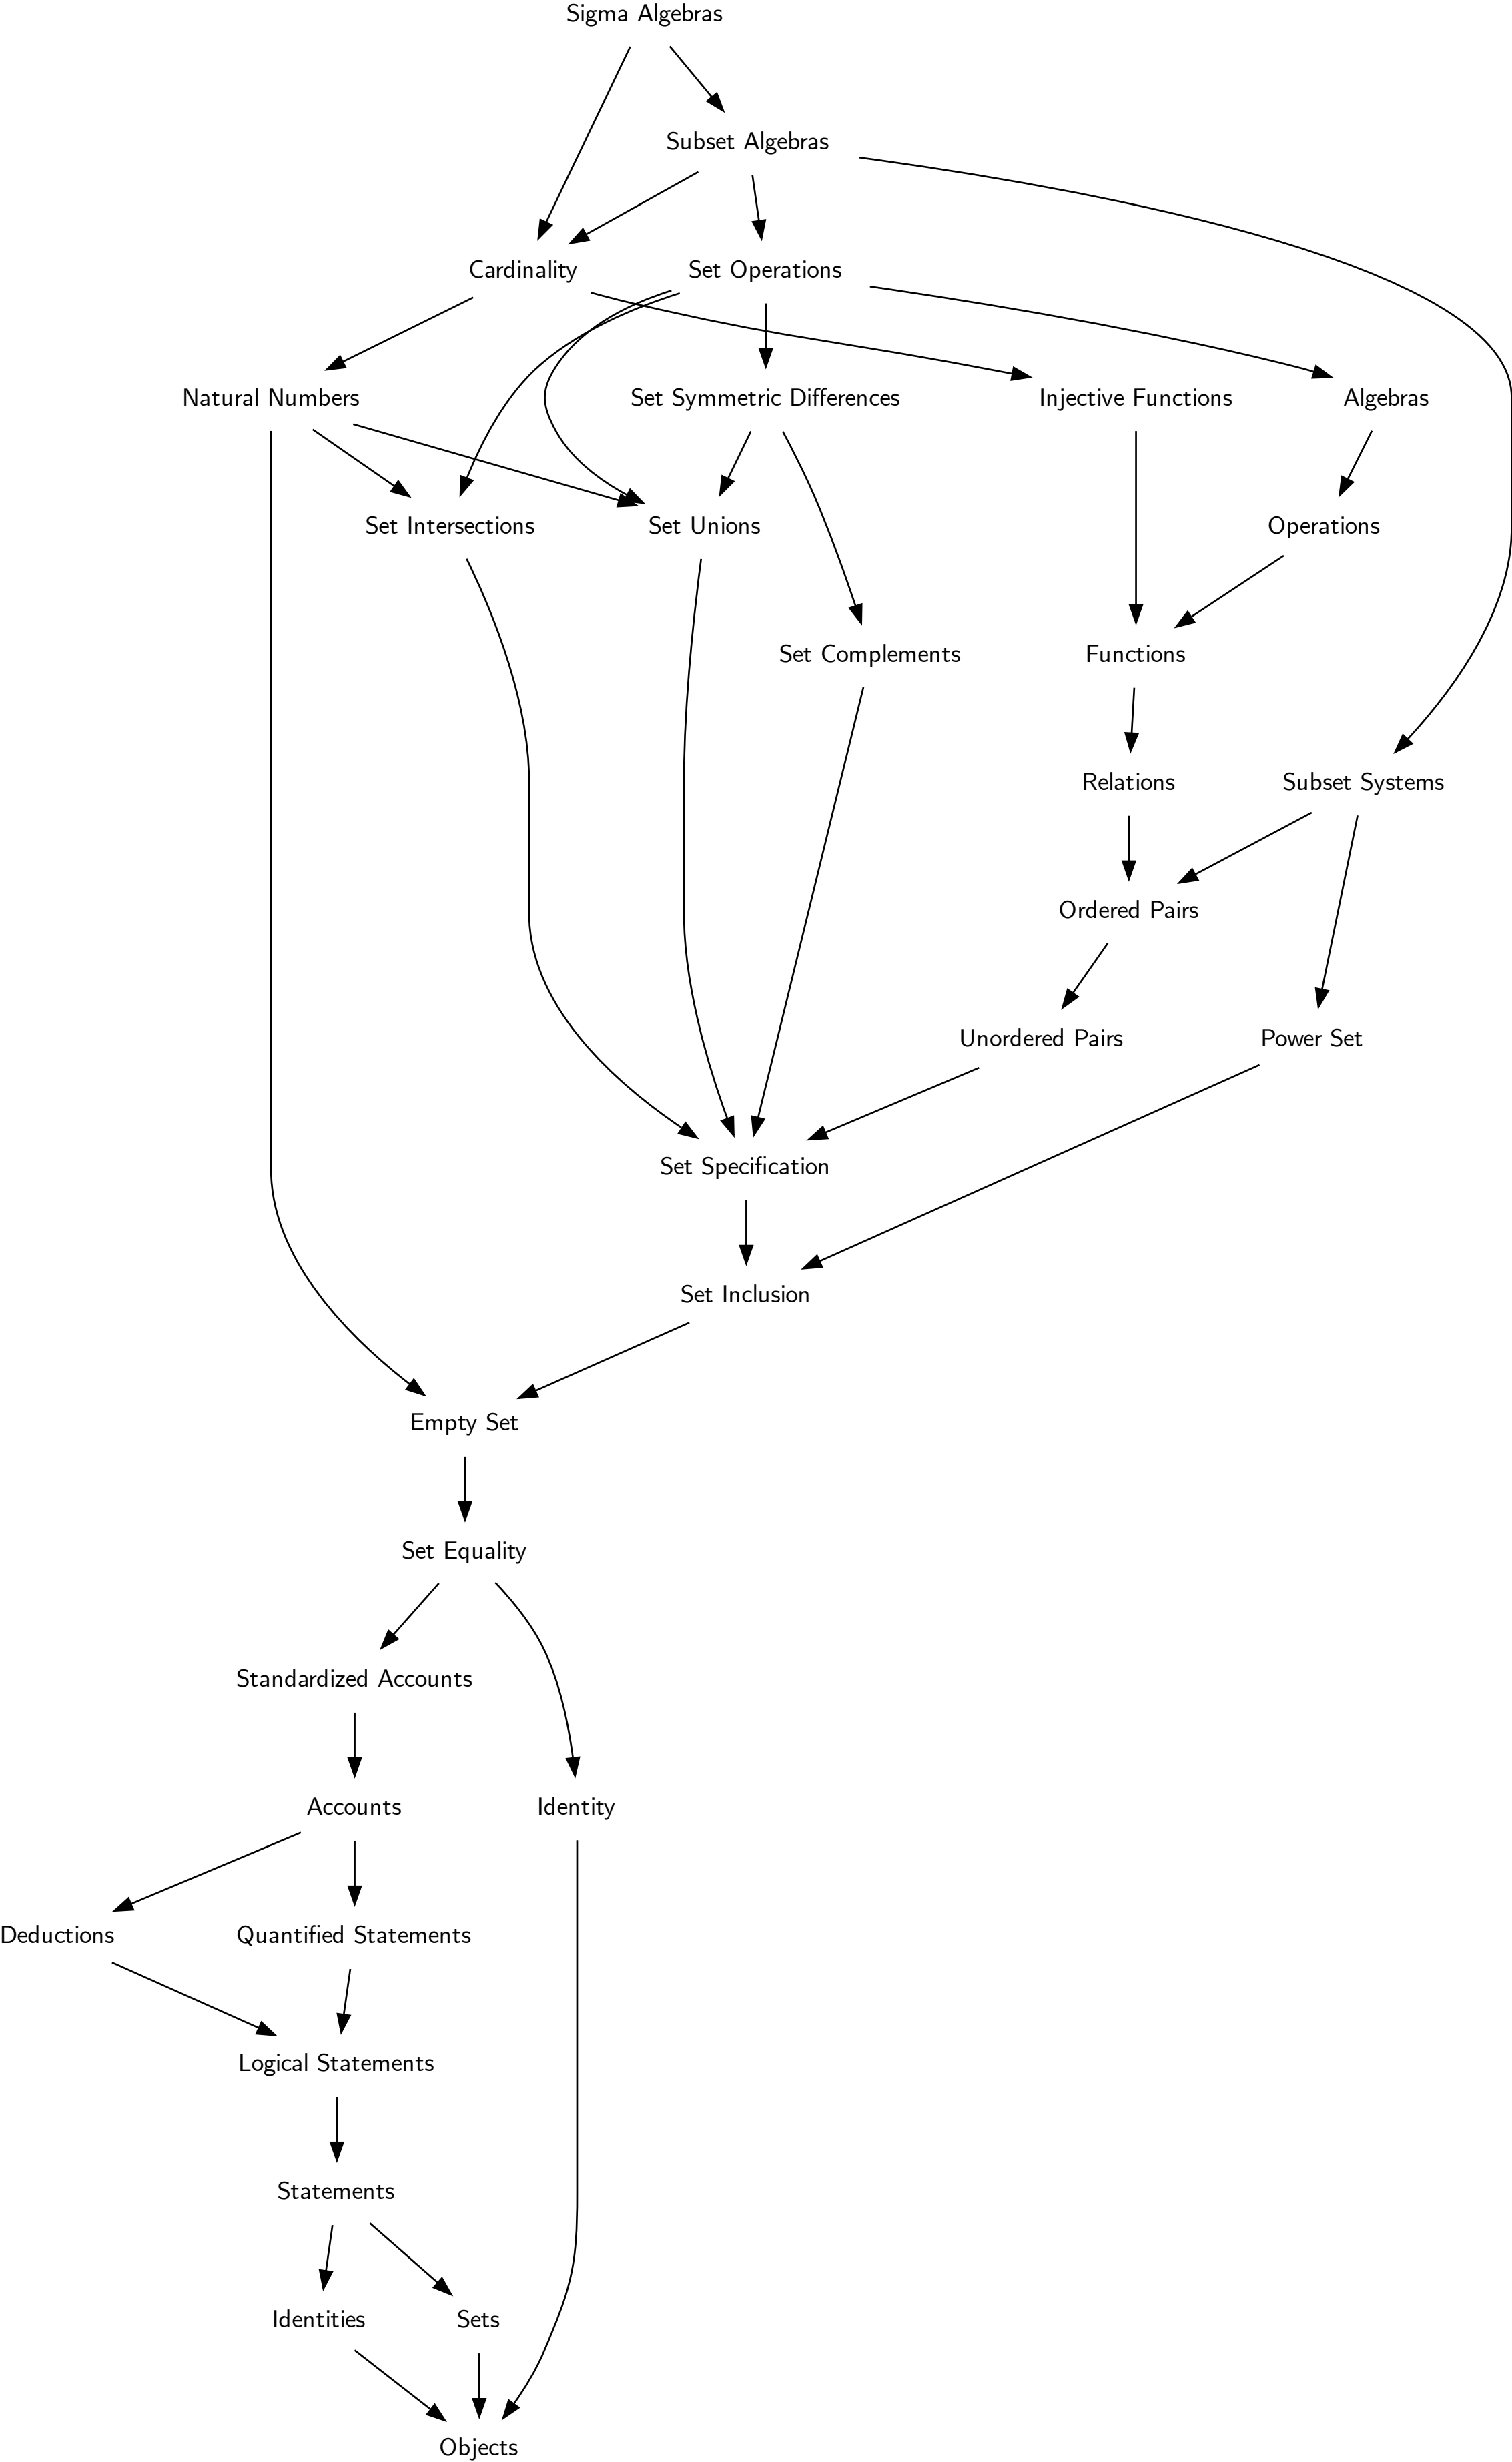 Sigma Algebras
Subset Algebras
Cardinality
Set Operations
Natural Numbers
Set Symmetric Differences
Injective Functions
Algebras
Set Intersections
Set Unions
Operations
Set Complements
Functions
Relations
Subset Systems
Ordered Pairs
Unordered Pairs
Power Set
Set Specification
Set Inclusion
Empty Set
Set Equality
Standardized Accounts
Accounts
Identity
Deductions
Quantified Statements
Logical Statements
Statements
Identities
Sets
Objects